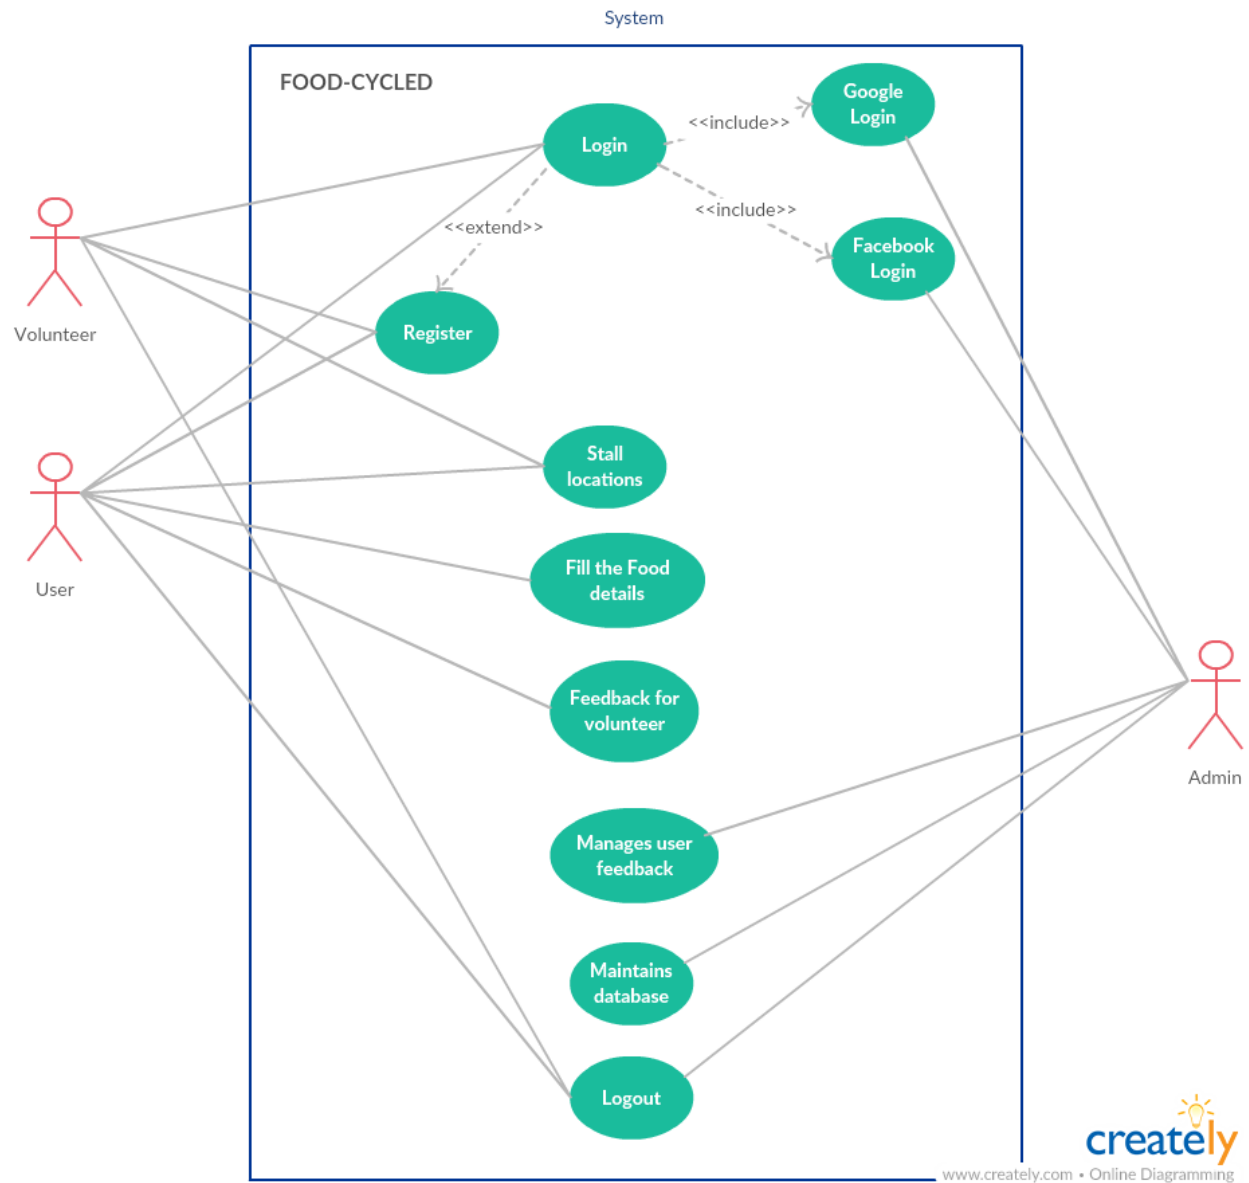 System
FOOD-CYCLED
Google
Login
<<include>>
Login
<<include>>
<<extend>>
Facebook
Login
Volunteer
Register
Stall
locations
User
Fill the Food
details
Feedback for
volunteer
Admin
Manages user
feedback
Maintains
database
Logout
creately
www.creately.com • Online Diagramming